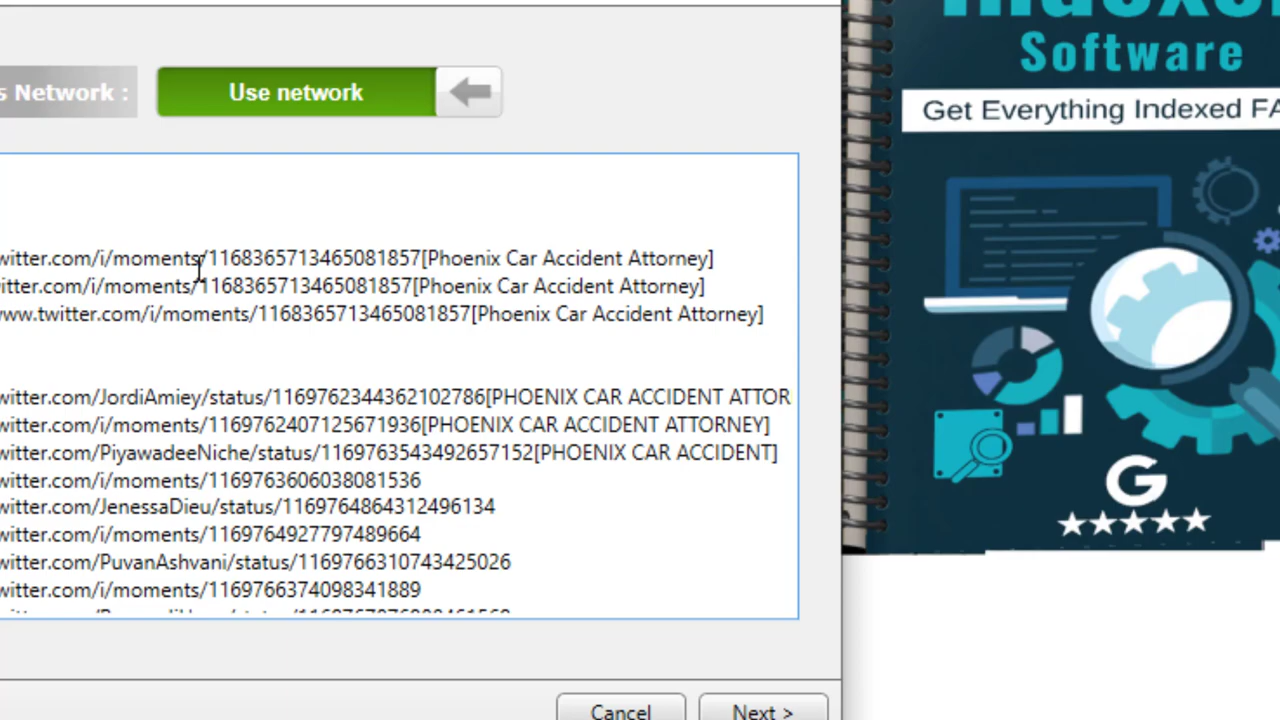 Software
s Network :
Use network
Get Everything Indexed FA
witter.com/i/moments/1168365713465081857[Phoenix Car Accident Attorney]
itter.com/i/moments/1168365713465081857[Phoenix Car Accident Attorney]
www.twitter.com/i/moments/1168365713465081857[Phoenix Car Accident Attorney]
witter.com/JordiAmiey/status/1169762344362102786[PHOENIX CAR ACCIDENT ATTOR
witter.com/i/moments/1169762407125671936[PHOENIX CAR ACCIDENT ATTORNEY]
witter.com/PiyawadeeNiche/status/1169763543492657152[PHOENIX CAR ACCIDENT]
witter.com/i/moments/1169763606038081536
witter.com/JenessaDieu/status/1169764864312496134
witter.com/i/moments/1169764927797489664
witter.com/PuvanAshvani/status/1169766310743425026
witter.com/i/moments/1169766374098341889
G
Cancel
Next >